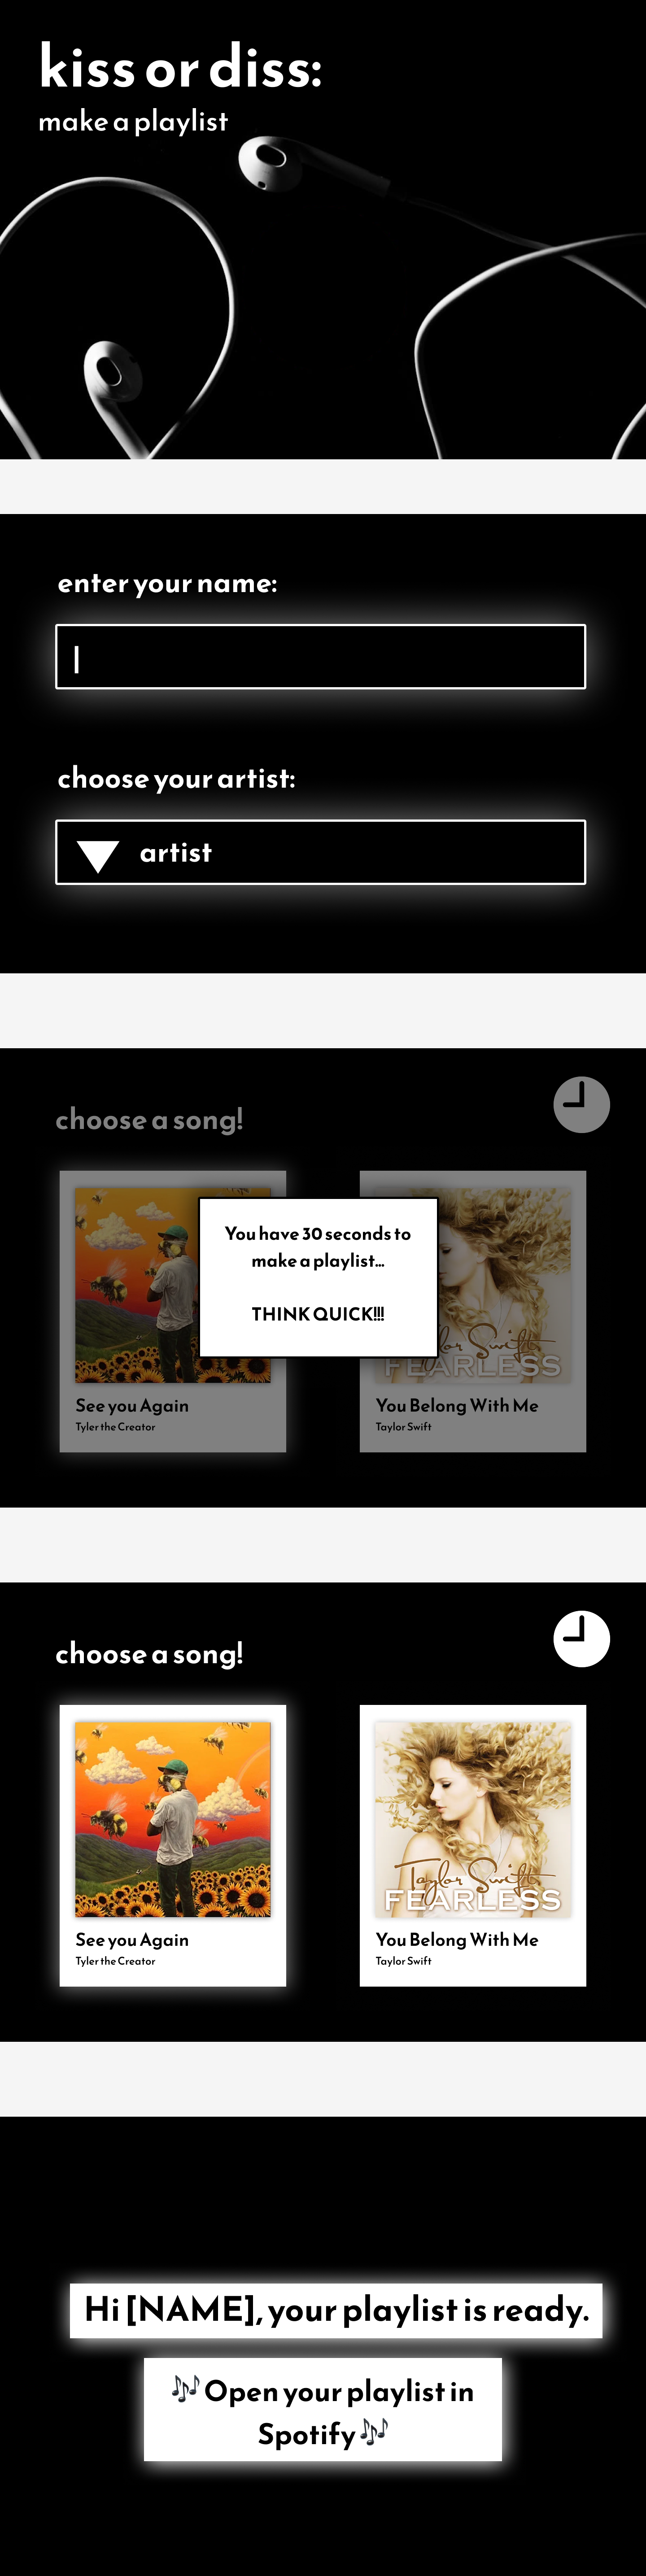 kiss or diss:
make a playlist
enter your name:
choose your artist:
artist
choose a song!
You have 30 seconds to
make a playlist...
THINK QUICK!!!
Taylor Swift
FEARLESS
See you Again
Tyler the Creator
You Belong With Me
Taylor Swift
choose a song!
Taylor Swift
FEARLESS
See you Again
Tyler the Creator
You Belong With Me
Taylor Swift
Hi [NAME], your playlist is ready.
🎶 Open your playlist in
Spotify 🎶